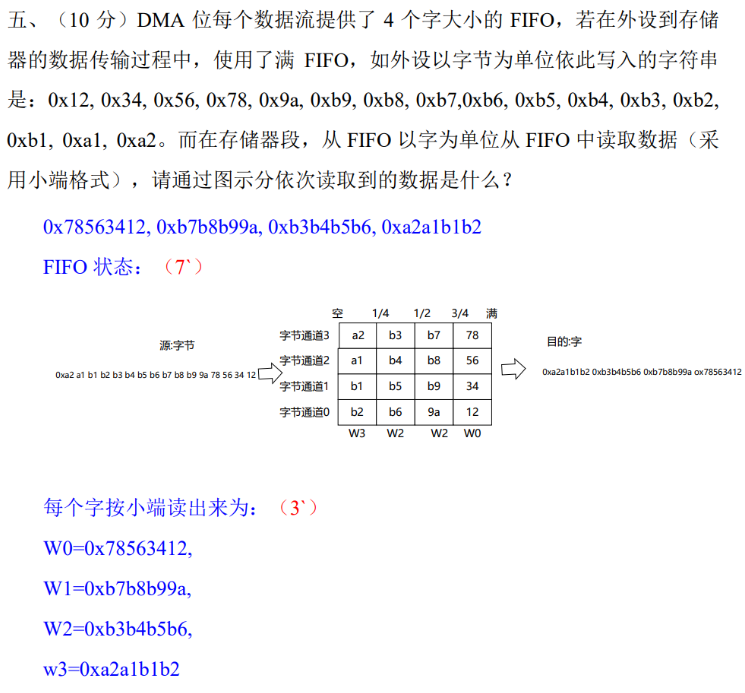 五、（10 分）DMA 位每个数据流提供了 4 个字大小的 FIFO，若在外设到存储
器的数据传输过程中，使用了满 FIFO，如外设以字节为单位依此写入的字符串
是：0x12, 0x34, 0x56, 0x78, 0x9a, 0xb9, 0xb8, 0xb7,0xb6, 0xb5, 0xb4, 0xb3, 0xb2,
0xb1, 0xa1, 0xa2。而在存储器段，从 FIFO 以字为单位从 FIFO 中读取数据（采
用小端格式），请通过图示分依次读取到的数据是什么？
0x78563412, 0xb7b8b99a, 0xb3b4b5b6, 0xa2a1b1b2
FIFO 状态：（7`）
空 1/4 1/2 3/4 满
源:字节
0xa2 a1 b1 b2 b3 b4 b5 b6 b7 b8 b9 9a 78 56 34 12
字节通道3 a2 b3 b7 78
字节通道2 a1 b4 b8 56
字节通道1 b1 b5 b9 34
字节通道0 b2 b6 9a 12
W3 W2 W2 W0
目的:字
0xa2a1b1b2 0xb3b4b5b6 0xb7b8b99a ox78563412
每个字按小端读出来为：（3`）
W0=0x78563412,
W1=0xb7b8b99a,
W2=0xb3b4b5b6,
w3=0xa2a1b1b2